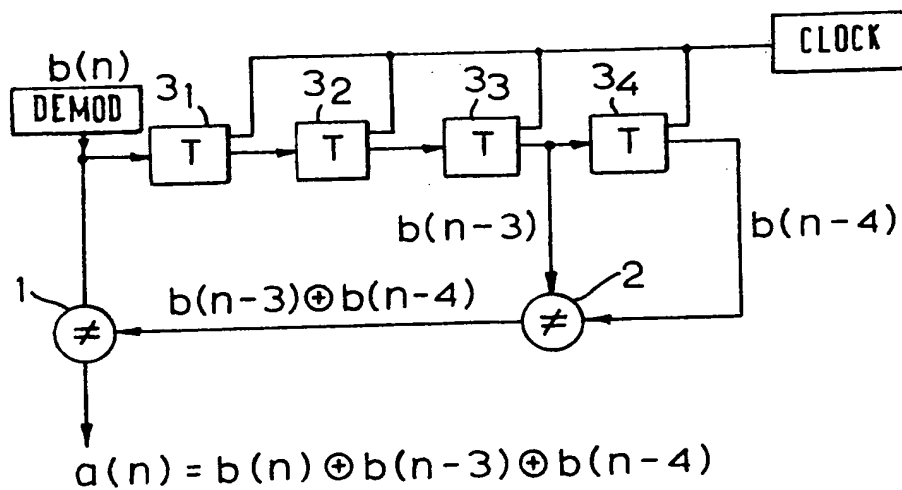 CLOCK
b(n)
DEMOD
3₁
3₂
3₃
3₄
T
T
T
T
b(n-3)
b(n-4)
1
b(n-3)⊕b(n-4)
2
≠
≠
a(n) = b(n)⊕b(n-3)⊕b(n-4)